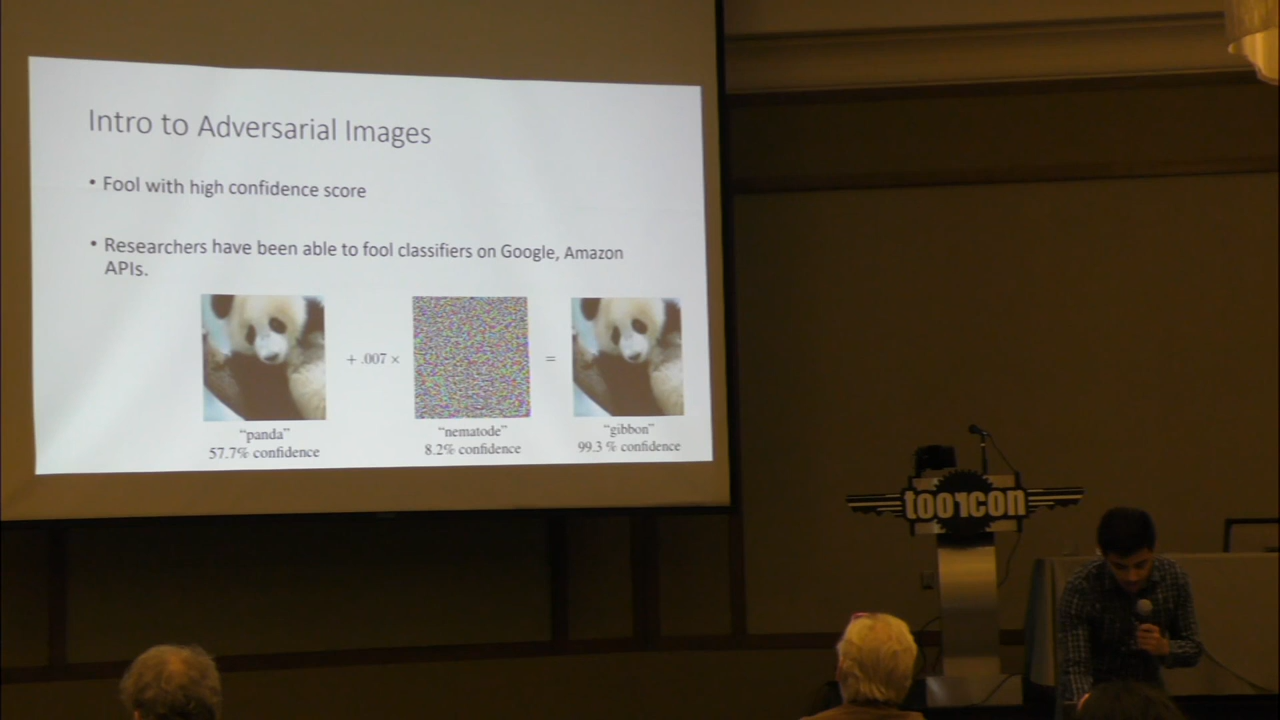 Intro to Adversarial Images
• Fool with high confidence score
• Researchers have been able to fool classifiers on Google, Amazon
APIs.
+ .007 ×
=
"panda"
57.7% confidence
"nematode"
8.2% confidence
"gibbon"
99.3 % confidence
toorcon